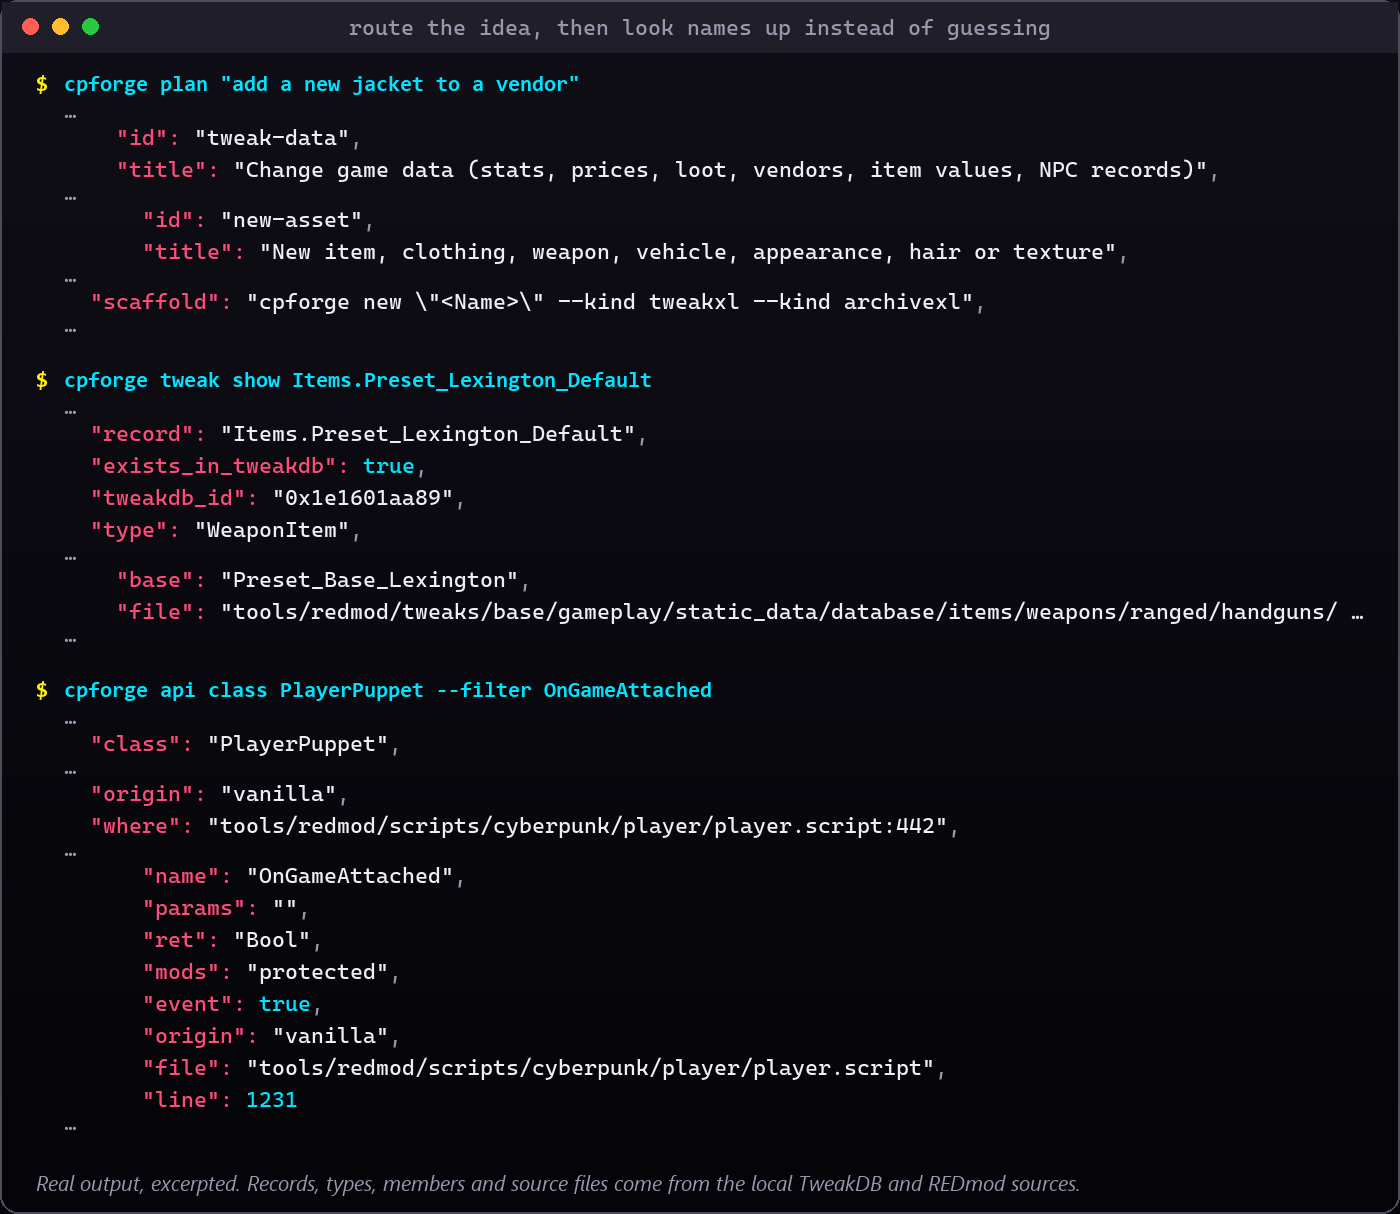 route the idea, then look names up instead of guessing
$ cpforge plan "add a new jacket to a vendor"
…
"id": "tweak-data",
"title": "Change game data (stats, prices, loot, vendors, item values, NPC records)",
…
"id": "new-asset",
"title": "New item, clothing, weapon, vehicle, appearance, hair or texture",
…
"scaffold": "cpforge new \"<Name>\" --kind tweakxl --kind archivexl",
…
$ cpforge tweak show Items.Preset_Lexington_Default
…
"record": "Items.Preset_Lexington_Default",
"exists_in_tweakdb": true,
"tweakdb_id": "0x1e1601aa89",
"type": "WeaponItem",
…
"base": "Preset_Base_Lexington",
"file": "tools/redmod/tweaks/base/gameplay/static_data/database/items/weapons/ranged/handguns/ …
…
$ cpforge api class PlayerPuppet --filter OnGameAttached
…
"class": "PlayerPuppet",
…
"origin": "vanilla",
"where": "tools/redmod/scripts/cyberpunk/player/player.script:442",
…
"name": "OnGameAttached",
"params": "",
"ret": "Bool",
"mods": "protected",
"event": true,
"origin": "vanilla",
"file": "tools/redmod/scripts/cyberpunk/player/player.script",
"line": 1231
…
Real output, excerpted. Records, types, members and source files come from the local TweakDB and REDmod sources.